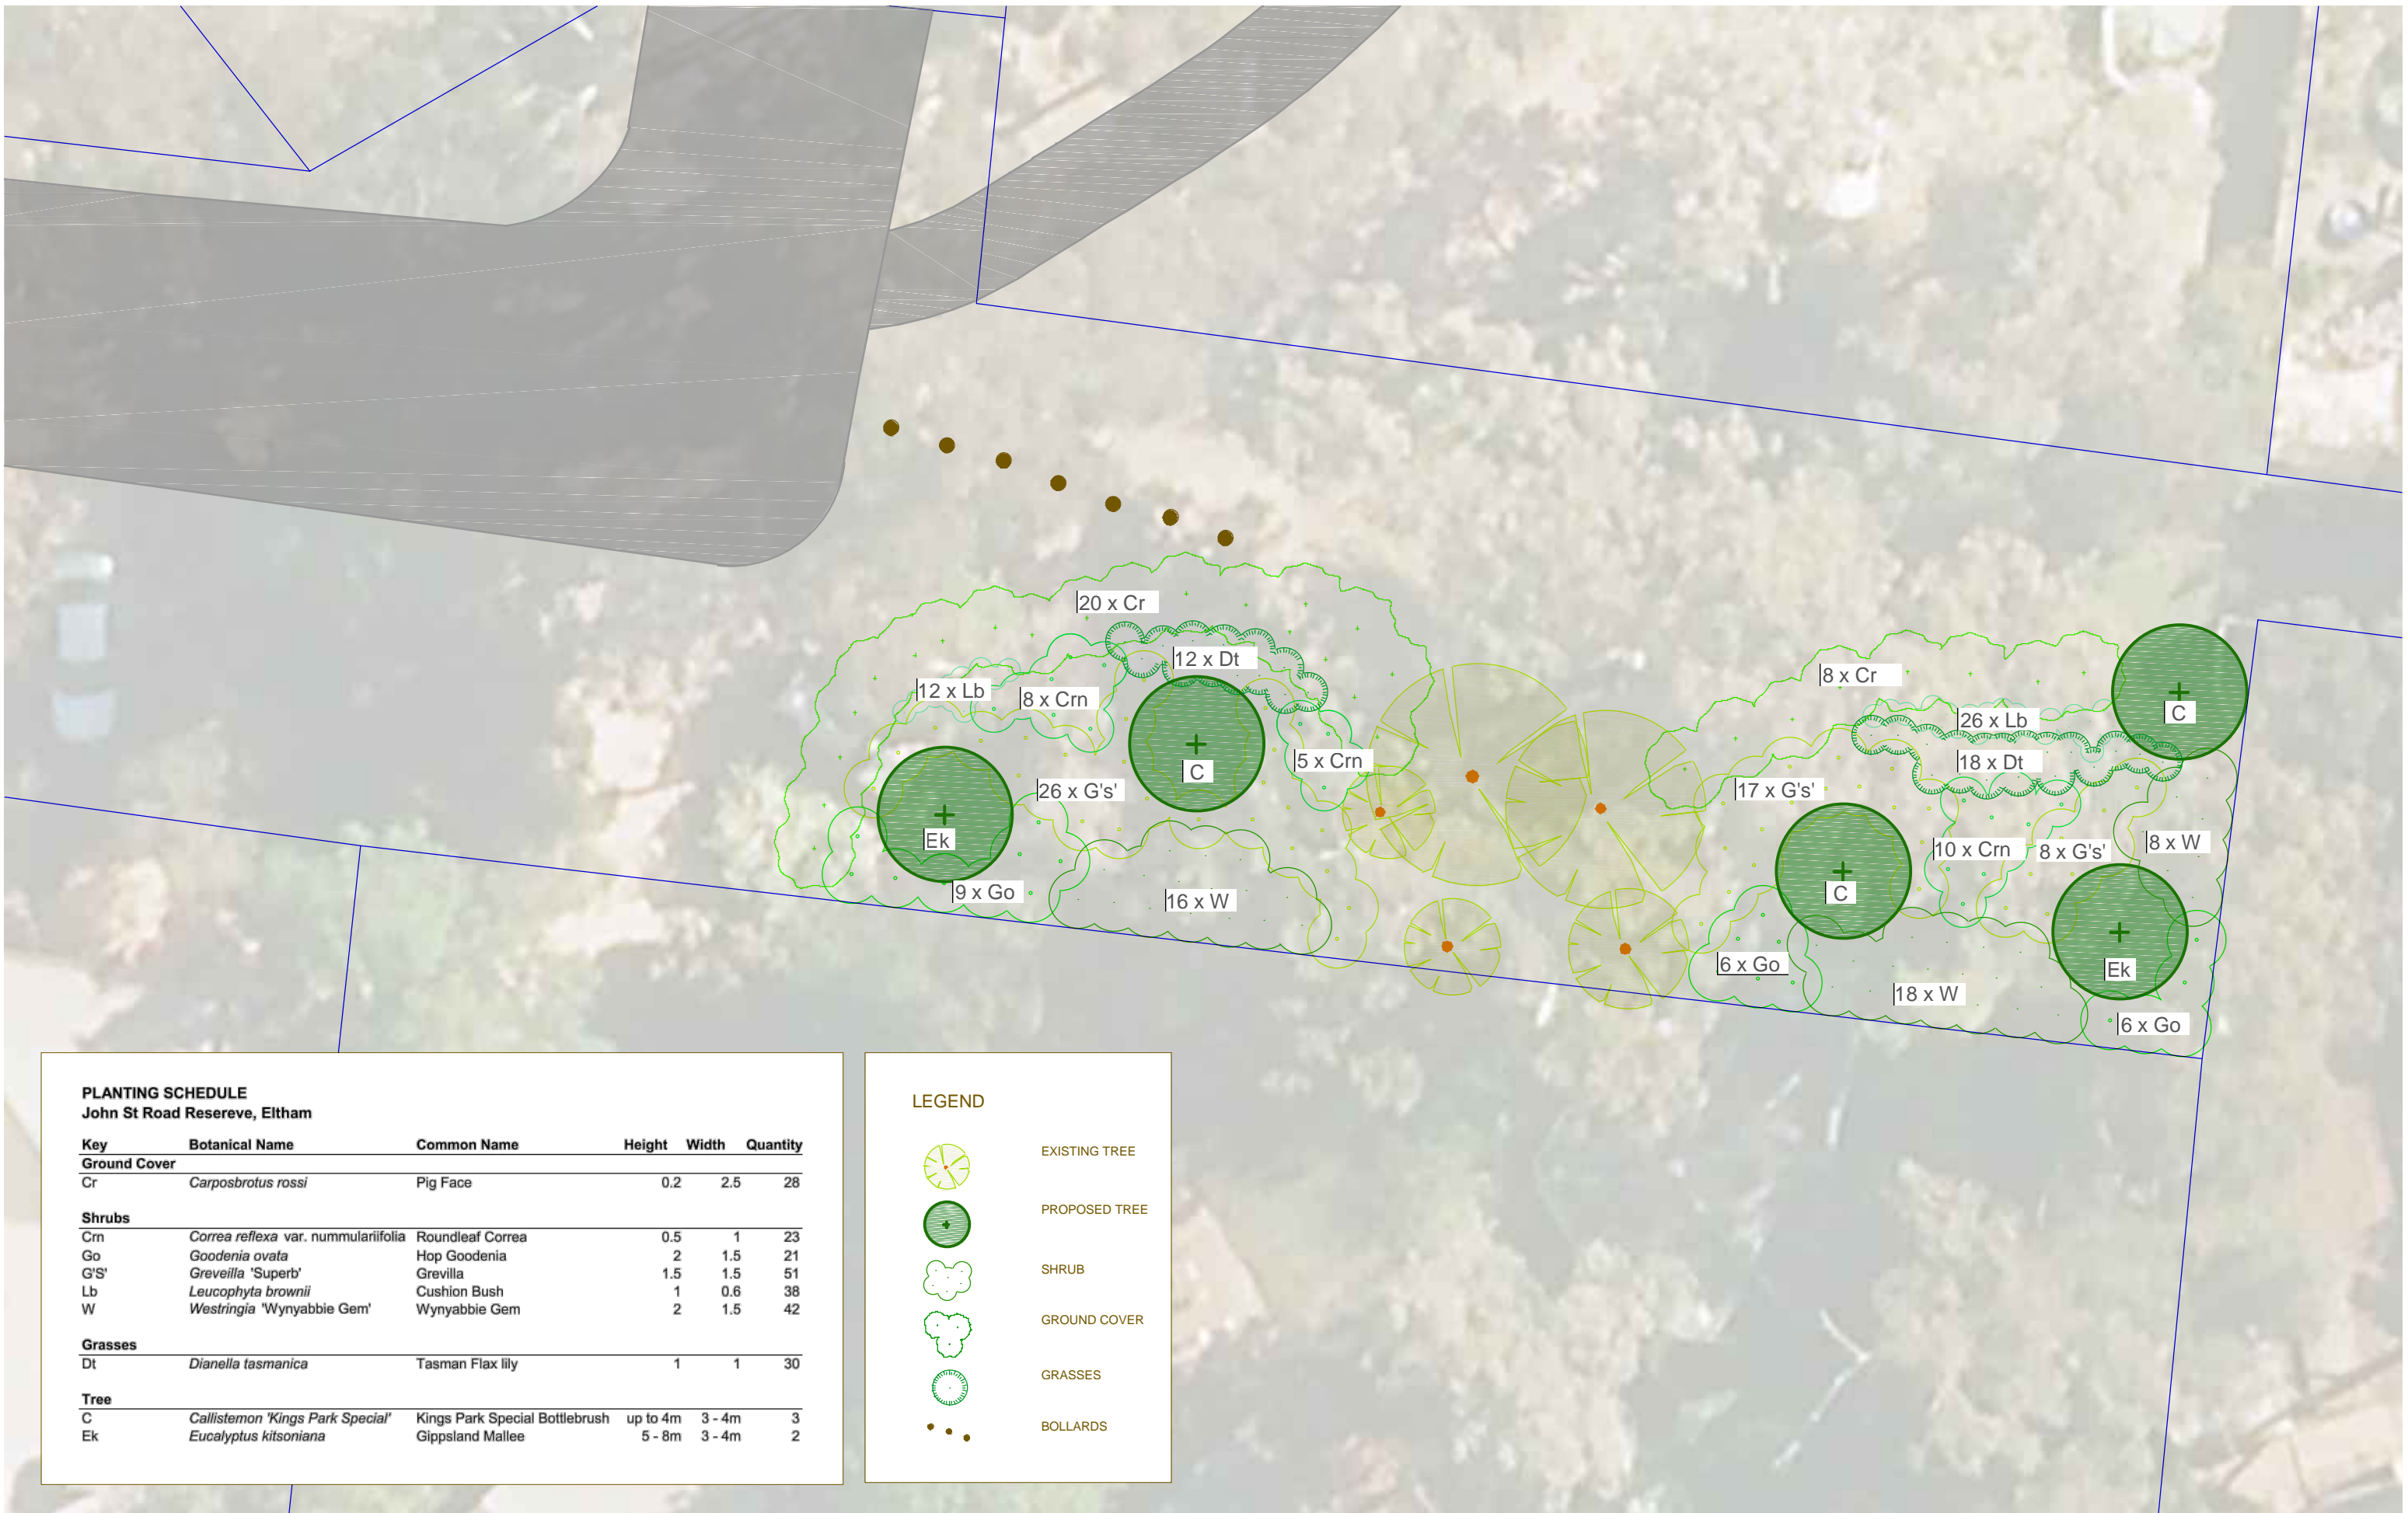 20 x Cr
12 x Dt
12 x Lb
8 x Crn
C
5 x Crn
26 x G's'
Ek
9 x Go
16 x W
8 x Cr
C
26 x Lb
18 x Dt
17 x G's'
10 x Crn
8 x G's'
8 x W
C
6 x Go
Ek
18 x W
6 x Go
PLANTING SCHEDULE
John St Road Resereve, Eltham
Key Botanical Name Common Name Height Width Quantity
Ground Cover
Cr Carposbrotus rossi Pig Face 0.2 2.5 28
Shrubs
Crn Correa reflexa var. nummulariifolia Roundleaf Correa 0.5 1 23
Go Goodenia ovata Hop Goodenia 2 1.5 21
G'S' Greveilla 'Superb' Grevilla 1.5 1.5 51
Lb Leucophyta brownii Cushion Bush 1 0.6 38
W Westringia 'Wynyabbie Gem' Wynyabbie Gem 2 1.5 42
Grasses
Dt Dianella tasmanica Tasman Flax lily 1 1 30
Tree
C Callistemon 'Kings Park Special' Kings Park Special Bottlebrush up to 4m 3 - 4m 3
Ek Eucalyptus kitsoniana Gippsland Mallee 5 - 8m 3 - 4m 2
LEGEND
EXISTING TREE
PROPOSED TREE
SHRUB
GROUND COVER
GRASSES
BOLLARDS